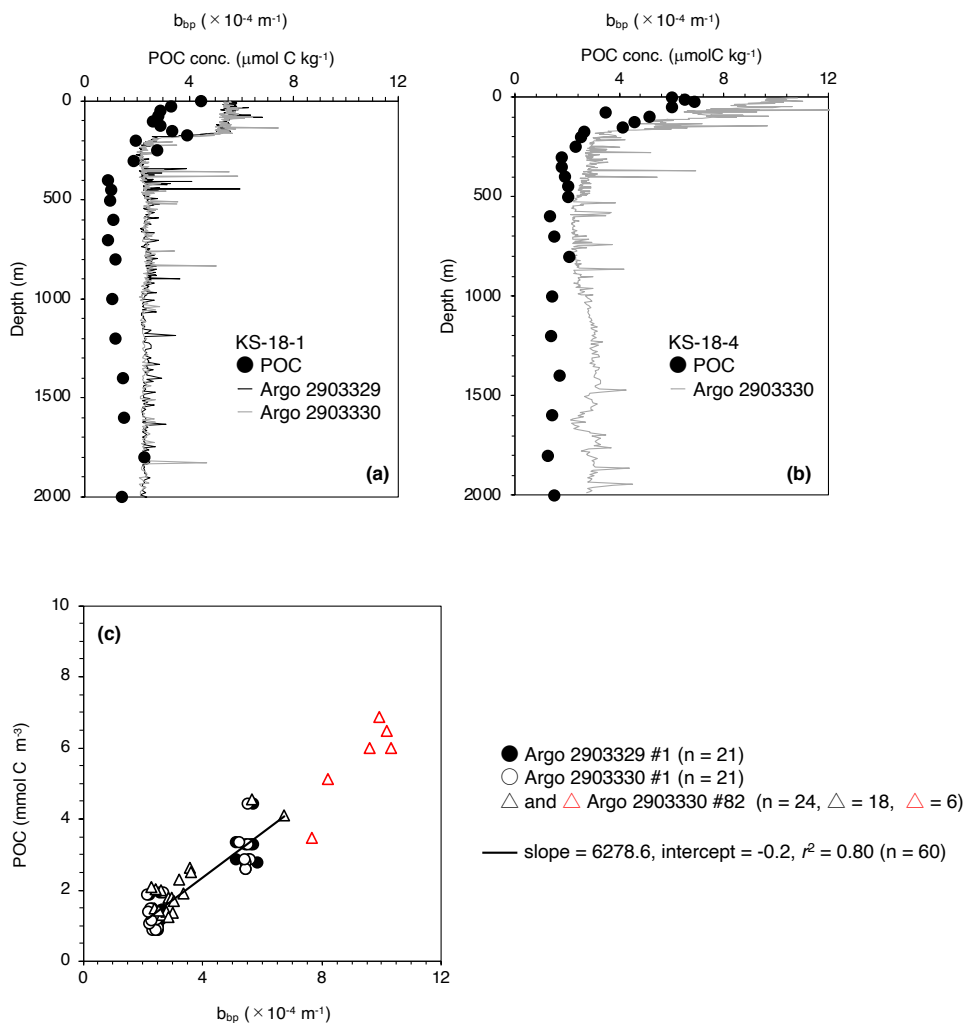 b_bp ( × 10⁻⁴ m⁻¹)
POC conc. (μmol C kg⁻¹)
0 4 8 12
0
500
1000
1500
2000
Depth (m)
KS-18-1
POC
Argo 2903329
Argo 2903330
(a)
b_bp ( × 10⁻⁴ m⁻¹)
POC conc. (μmolC kg⁻¹)
0 4 8 12
0
500
1000
1500
2000
Depth (m)
KS-18-4
POC
Argo 2903330
(b)
(c)
10
8
6
4
2
0
POC (mmol C m⁻³)
0 4 8 12
b_bp ( × 10⁻⁴ m⁻¹)
Argo 2903329 #1 (n = 21)
Argo 2903330 #1 (n = 21)
△ and △ Argo 2903330 #82 (n = 24, △ = 18, △ = 6)
slope = 6278.6, intercept = -0.2, r² = 0.80 (n = 60)